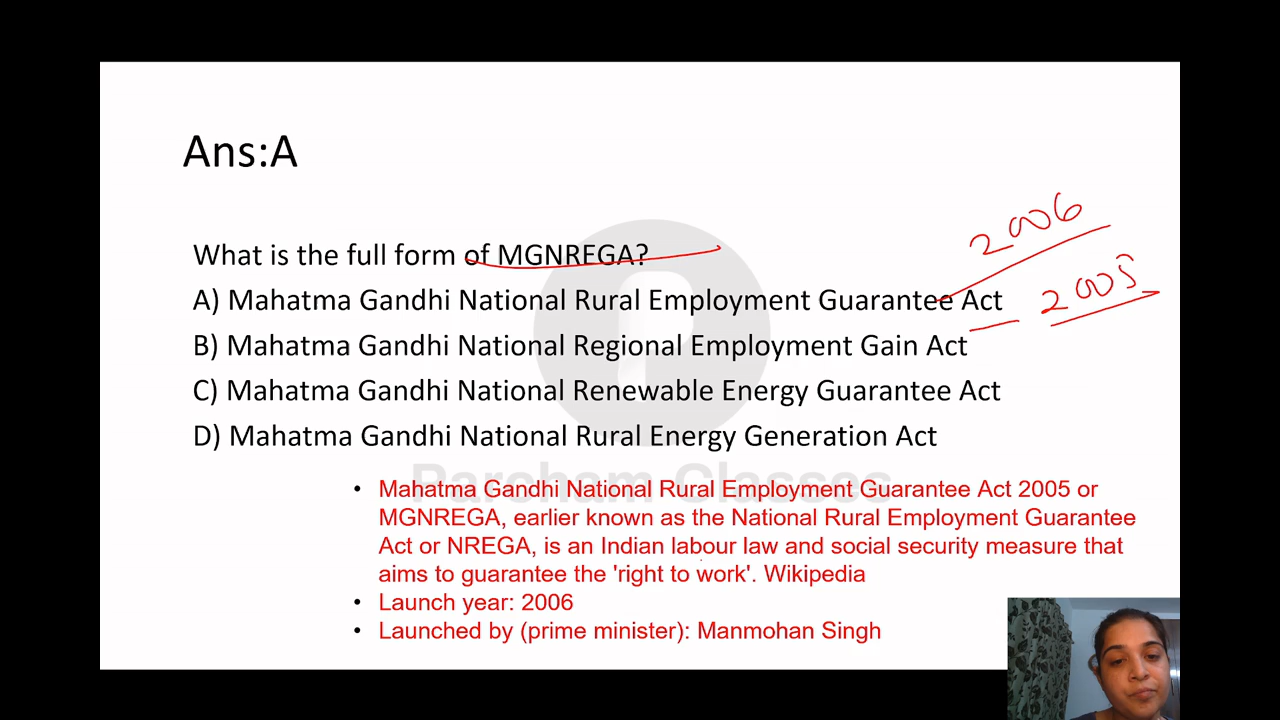 Ans:A
What is the full form of MGNREGA?
2006
A) Mahatma Gandhi National Rural Employment Guarantee Act
2005
B) Mahatma Gandhi National Regional Employment Gain Act
C) Mahatma Gandhi National Renewable Energy Guarantee Act
D) Mahatma Gandhi National Rural Energy Generation Act
Pareham Classes
• Mahatma Gandhi National Rural Employment Guarantee Act 2005 or
MGNREGA, earlier known as the National Rural Employment Guarantee
Act or NREGA, is an Indian labour law and social security measure that
aims to guarantee the 'right to work'. Wikipedia
• Launch year: 2006
• Launched by (prime minister): Manmohan Singh